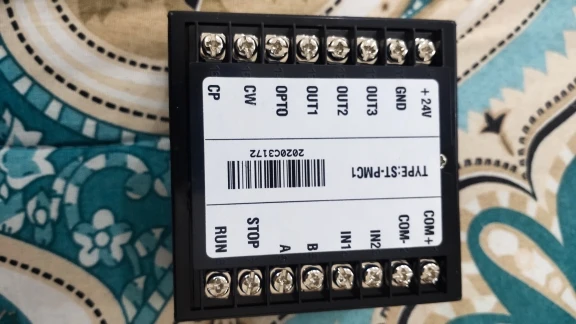 CP
CW
OPTO
OUT1
OUT2
OUT3
GND
+ 24V
TYPE:ST-PMC1
2020C3172
RUN
STOP
A
B
IN1
IN2
COM-
COM+